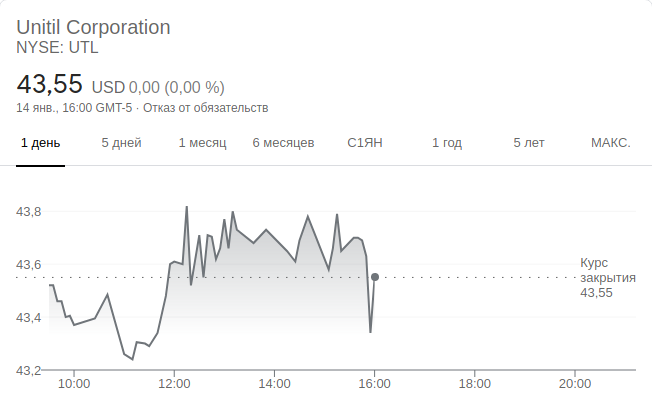 Unitil Corporation
NYSE: UTL
43,55 USD 0,00 (0,00 %)
14 янв., 16:00 GMT-5 · Отказ от обязательств
1 день 5 дней 1 месяц 6 месяцев С1ЯН 1 год 5 лет МАКС.
43,8
43,6
Курс
закрытия
43,55
43,4
43,2
10:00 12:00 14:00 16:00 18:00 20:00